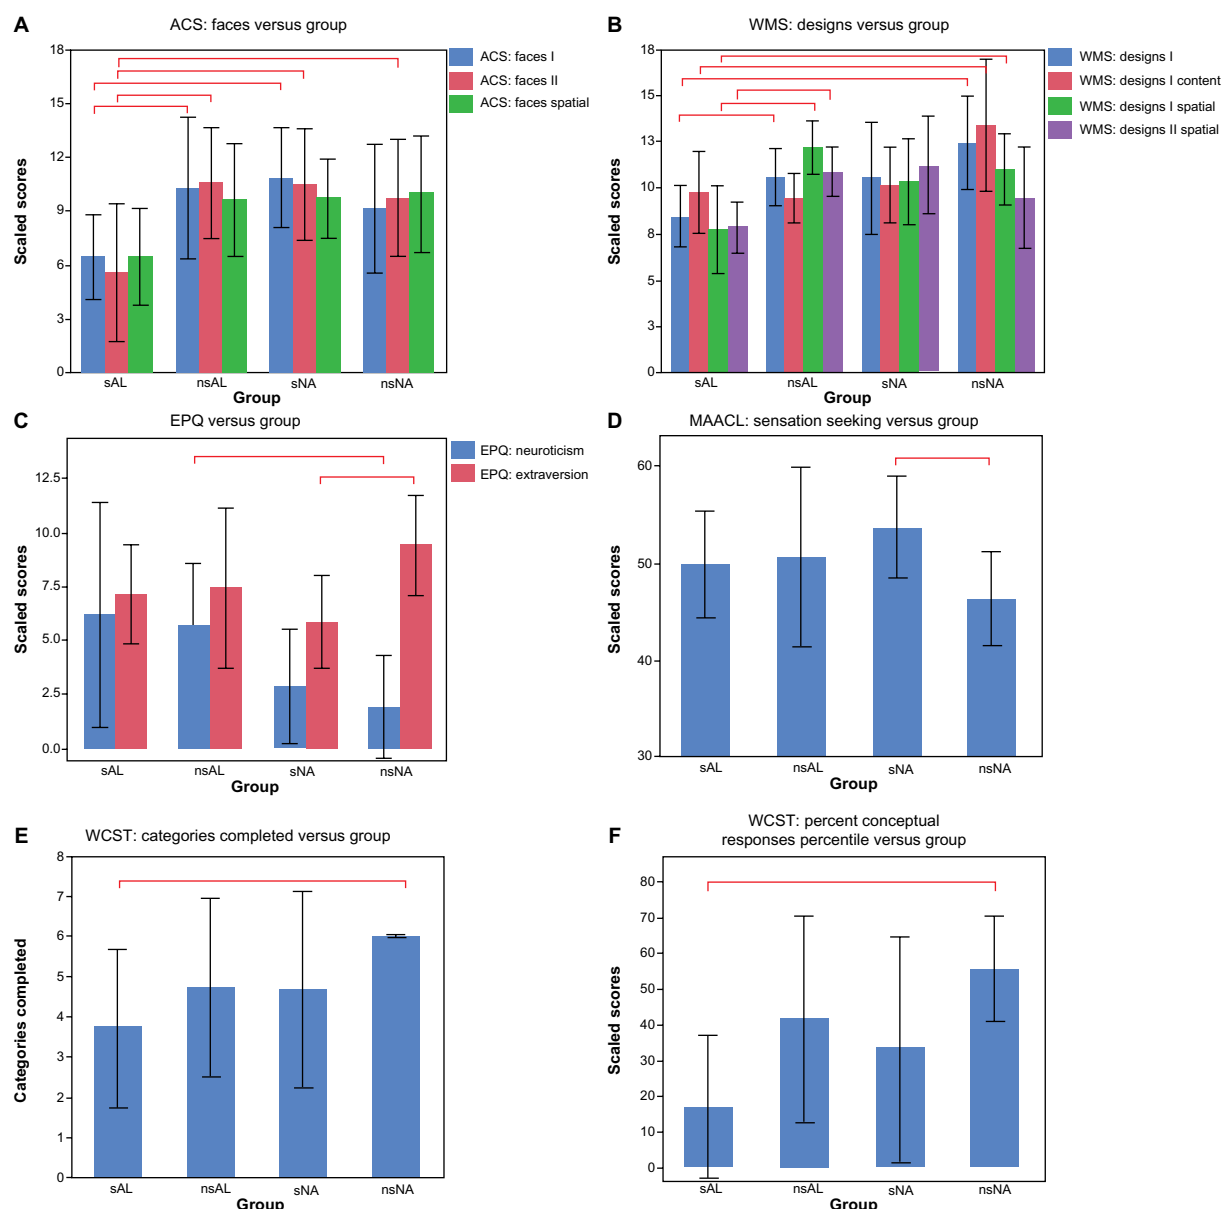 A
ACS: faces versus group
18
15
12
9
6
3
0
Scaled scores
sAL
nsAL
sNA
nsNA
Group
ACS: faces I
ACS: faces II
ACS: faces spatial
B
WMS: designs versus group
18
15
13
10
8
5
3
0
Scaled scores
sAL
nsAL
sNA
nsNA
Group
WMS: designs I
WMS: designs I content
WMS: designs I spatial
WMS: designs II spatial
C
EPQ versus group
12.5
10.0
7.5
5.0
2.5
0.0
Scaled scores
sAL
nsAL
sNA
nsNA
Group
EPQ: neuroticism
EPQ: extraversion
D
MAACL: sensation seeking versus group
60
50
40
30
Scaled scores
sAL
nsAL
sNA
nsNA
Group
E
WCST: categories completed versus group
8
7
6
5
4
3
2
1
0
Categories completed
sAL
nsAL
sNA
nsNA
Group
F
WCST: percent conceptual
responses percentile versus group
80
70
60
50
40
30
20
10
0
Scaled scores
sAL
nsAL
sNA
nsNA
Group